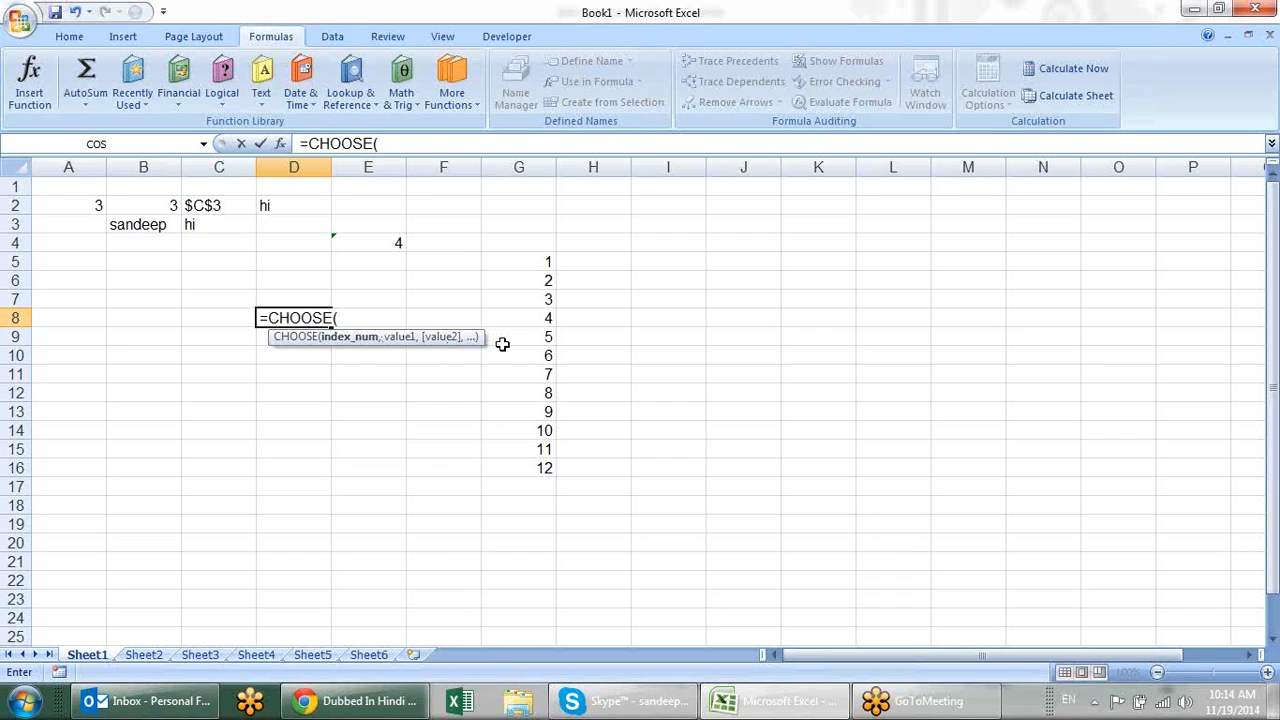 Book1 - Microsoft Excel
Home Insert Page Layout Formulas Data Review View Developer
Insert Function AutoSum Recently Used Financial Logical Text Date & Time Lookup & Reference Math & Trig More Functions
Function Library
Name Manager Define Name Use in Formula Create from Selection
Defined Names
Trace Precedents Trace Dependents Remove Arrows Show Formulas Error Checking Evaluate Formula Watch Window
Formula Auditing
Calculation Options Calculate Now Calculate Sheet
Calculation
COS =CHOOSE(
A B C D E F G H I J K L M N O P
1
2 3 3 $C$3 hi
3 sandeep hi
4 4
5 1
6 2
7 3
8 =CHOOSE( 4
9 CHOOSE(index_num, value1, [value2], ...) 5
10 6
11 7
12 8
13 9
14 10
15 11
16 12
17
18
19
20
21
22
23
24
25
Sheet1 Sheet2 Sheet3 Sheet4 Sheet5 Sheet6
Enter 100%
Inbox - Personal F... Dubbed In Hindi ... Skype™ - sandeep... Microsoft Excel - ... GoToMeeting EN 10:14 AM
11/19/2014